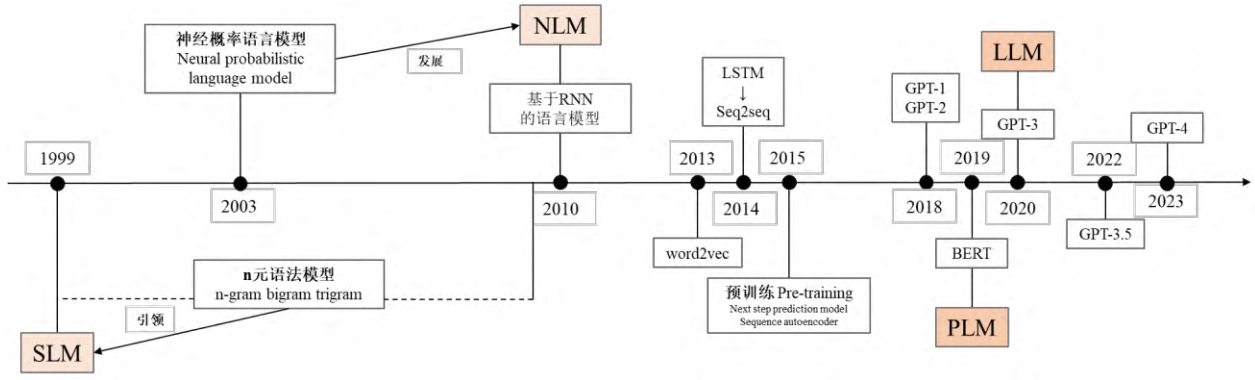 神经概率语言模型
Neural probabilistic
language model
发展
NLM
基于RNN
的语言模型
LSTM
↓
Seq2seq
GPT-1
GPT-2
LLM
GPT-3
GPT-4
1999
2003
2010
2013
2014
2015
2018
2019
2020
2022
2023
n元语法模型
n-gram bigram trigram
引领
SLM
word2vec
预训练 Pre-training
Next step prediction model
Sequence autoencoder
BERT
PLM
GPT-3.5